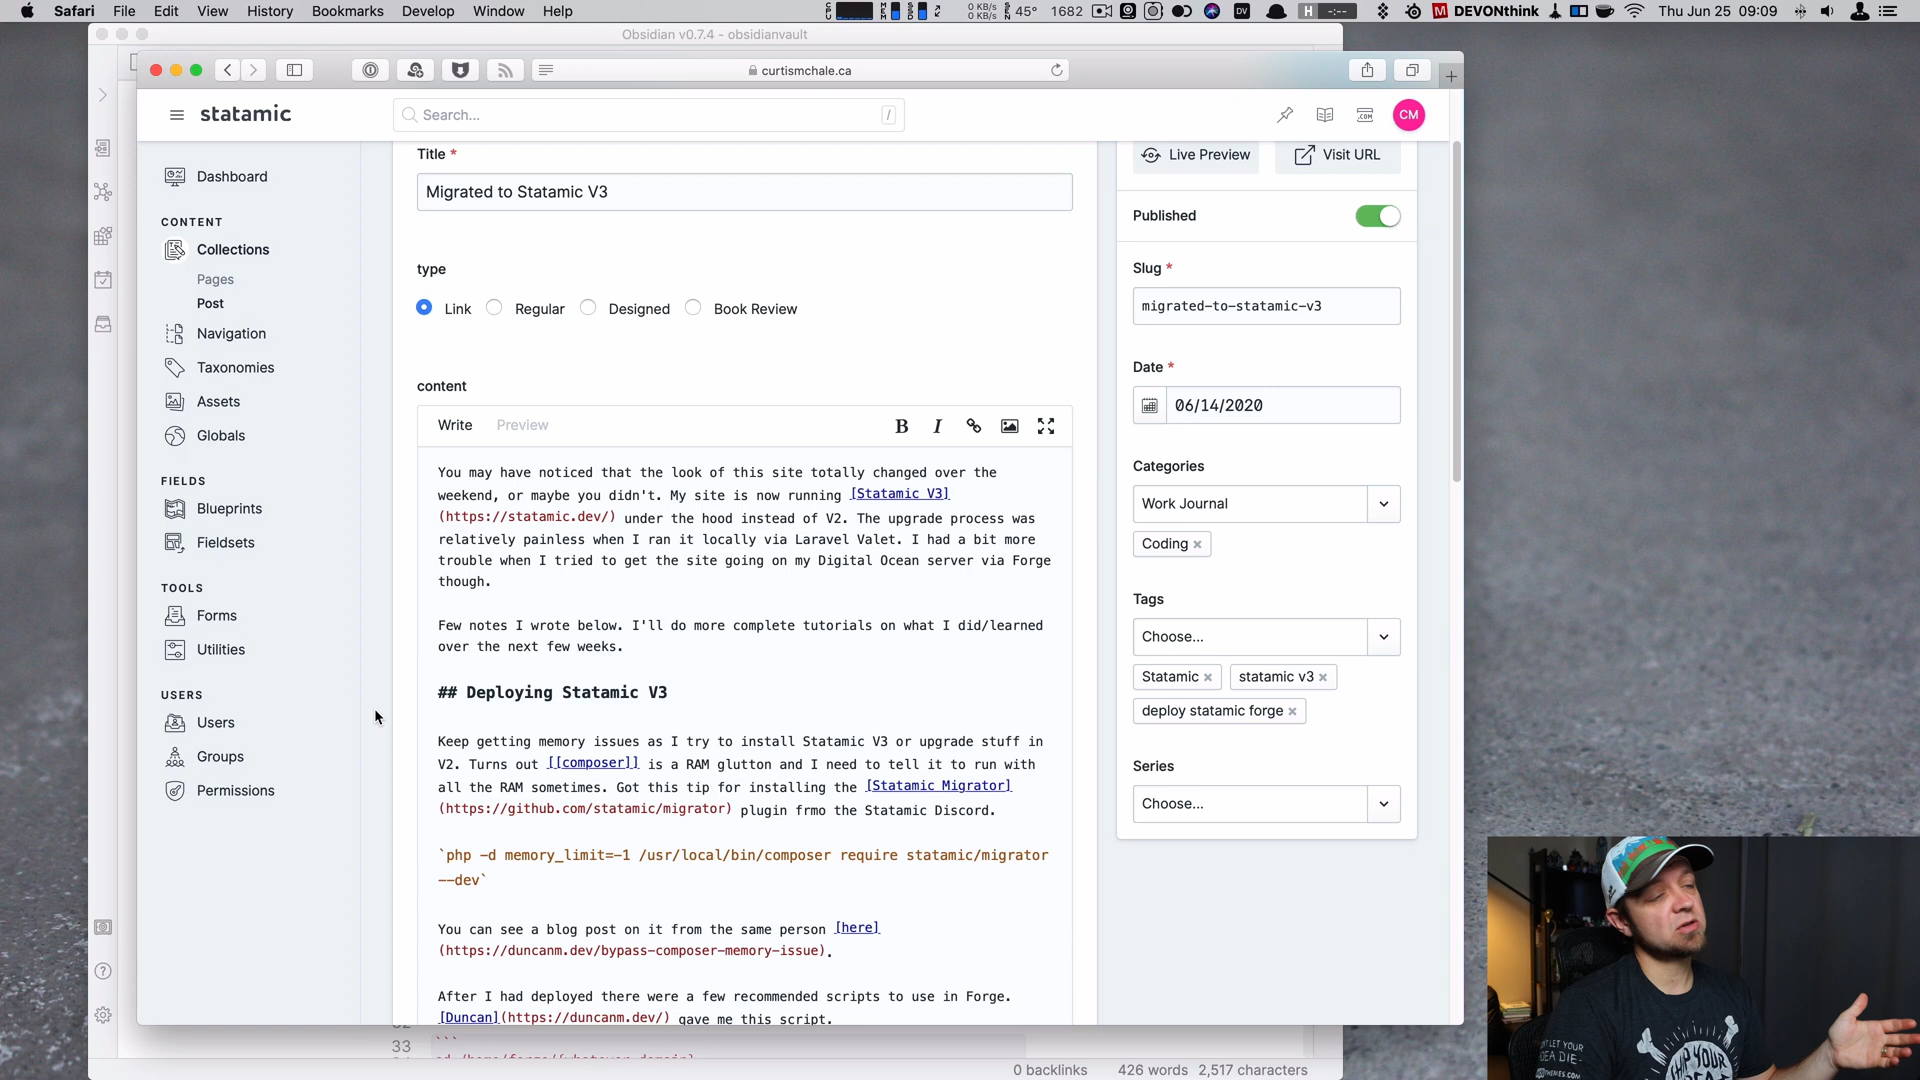 Safari File Edit View History Bookmarks Develop Window Help
0 KB/s
0 KB/s
45° 1682 DV H -:-- M DEVONthink Thu Jun 25 09:09
Obsidian v0.7.4 - obsidianvault
curtismchale.ca
statamic
Search...
/
.COM
CM
Dashboard
CONTENT
Collections
Pages
Post
Navigation
Taxonomies
Assets
Globals
FIELDS
Blueprints
Fieldsets
TOOLS
Forms
Utilities
USERS
Users
Groups
Permissions
Title *
Migrated to Statamic V3
type
Link Regular Designed Book Review
content
Write Preview
B I
You may have noticed that the look of this site totally changed over the
weekend, or maybe you didn't. My site is now running [Statamic V3]
(https://statamic.dev/) under the hood instead of V2. The upgrade process was
relatively painless when I ran it locally via Laravel Valet. I had a bit more
trouble when I tried to get the site going on my Digital Ocean server via Forge
though.
Few notes I wrote below. I'll do more complete tutorials on what I did/learned
over the next few weeks.
## Deploying Statamic V3
Keep getting memory issues as I try to install Statamic V3 or upgrade stuff in
V2. Turns out [[composer]] is a RAM glutton and I need to tell it to run with
all the RAM sometimes. Got this tip for installing the [Statamic Migrator]
(https://github.com/statamic/migrator) plugin frmo the Statamic Discord.
`php -d memory_limit=-1 /usr/local/bin/composer require statamic/migrator
--dev`
You can see a blog post on it from the same person [here]
(https://duncanm.dev/bypass-composer-memory-issue).
After I had deployed there were a few recommended scripts to use in Forge.
[Duncan](https://duncanm.dev/) gave me this script.
Live Preview Visit URL
Published
Slug *
migrated-to-statamic-v3
Date *
06/14/2020
Categories
Work Journal
Coding ×
Tags
Choose...
Statamic ×
statamic v3 ×
deploy statamic forge ×
Series
Choose...
33
```
0 backlinks 426 words 2,517 characters
LET YOUR
IDEA DIE